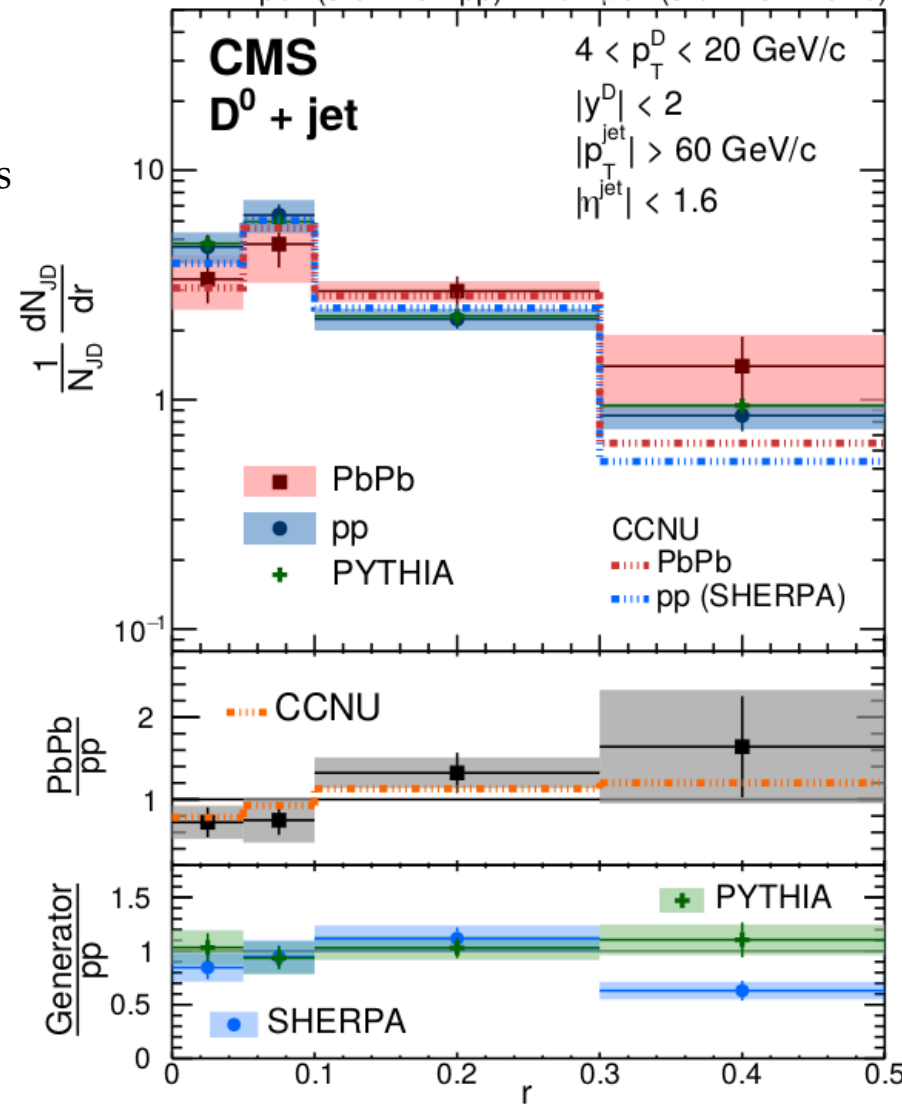 CMS
D⁰ + jet
4 < p_T^D < 20 GeV/c
|y^D| < 2
|p_T^jet| > 60 GeV/c
|η^jet| < 1.6
s
10
1
10⁻¹
1/N_JD dN_JD/dr
PbPb
pp
PYTHIA
CCNU
PbPb
pp (SHERPA)
PbPb/pp
2
1
CCNU
Generator/pp
1.5
1
0.5
0
PYTHIA
SHERPA
0 0.1 0.2 0.3 0.4 0.5
r